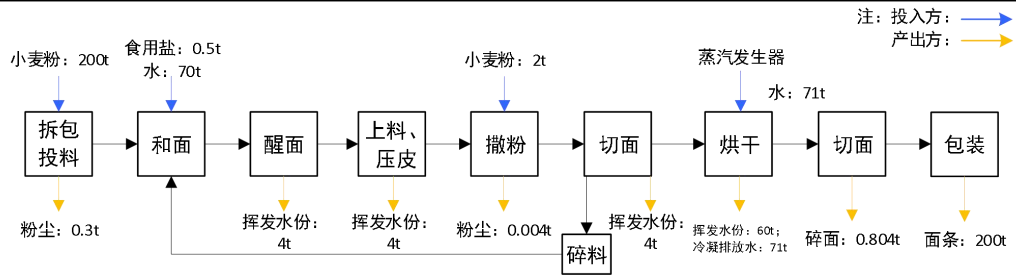 注：投入方：
产出方：
小麦粉：200t
食用盐：0.5t
水：70t
小麦粉：2t
蒸汽发生器
水：71t
拆包
投料
和面
醒面
上料、
压皮
撒粉
切面
烘干
切面
包装
粉尘：0.3t
挥发水份：
4t
挥发水份：
4t
粉尘：0.004t
碎料
挥发水份：
4t
挥发水份：60t；
冷凝排放水：71t
碎面：0.804t
面条：200t